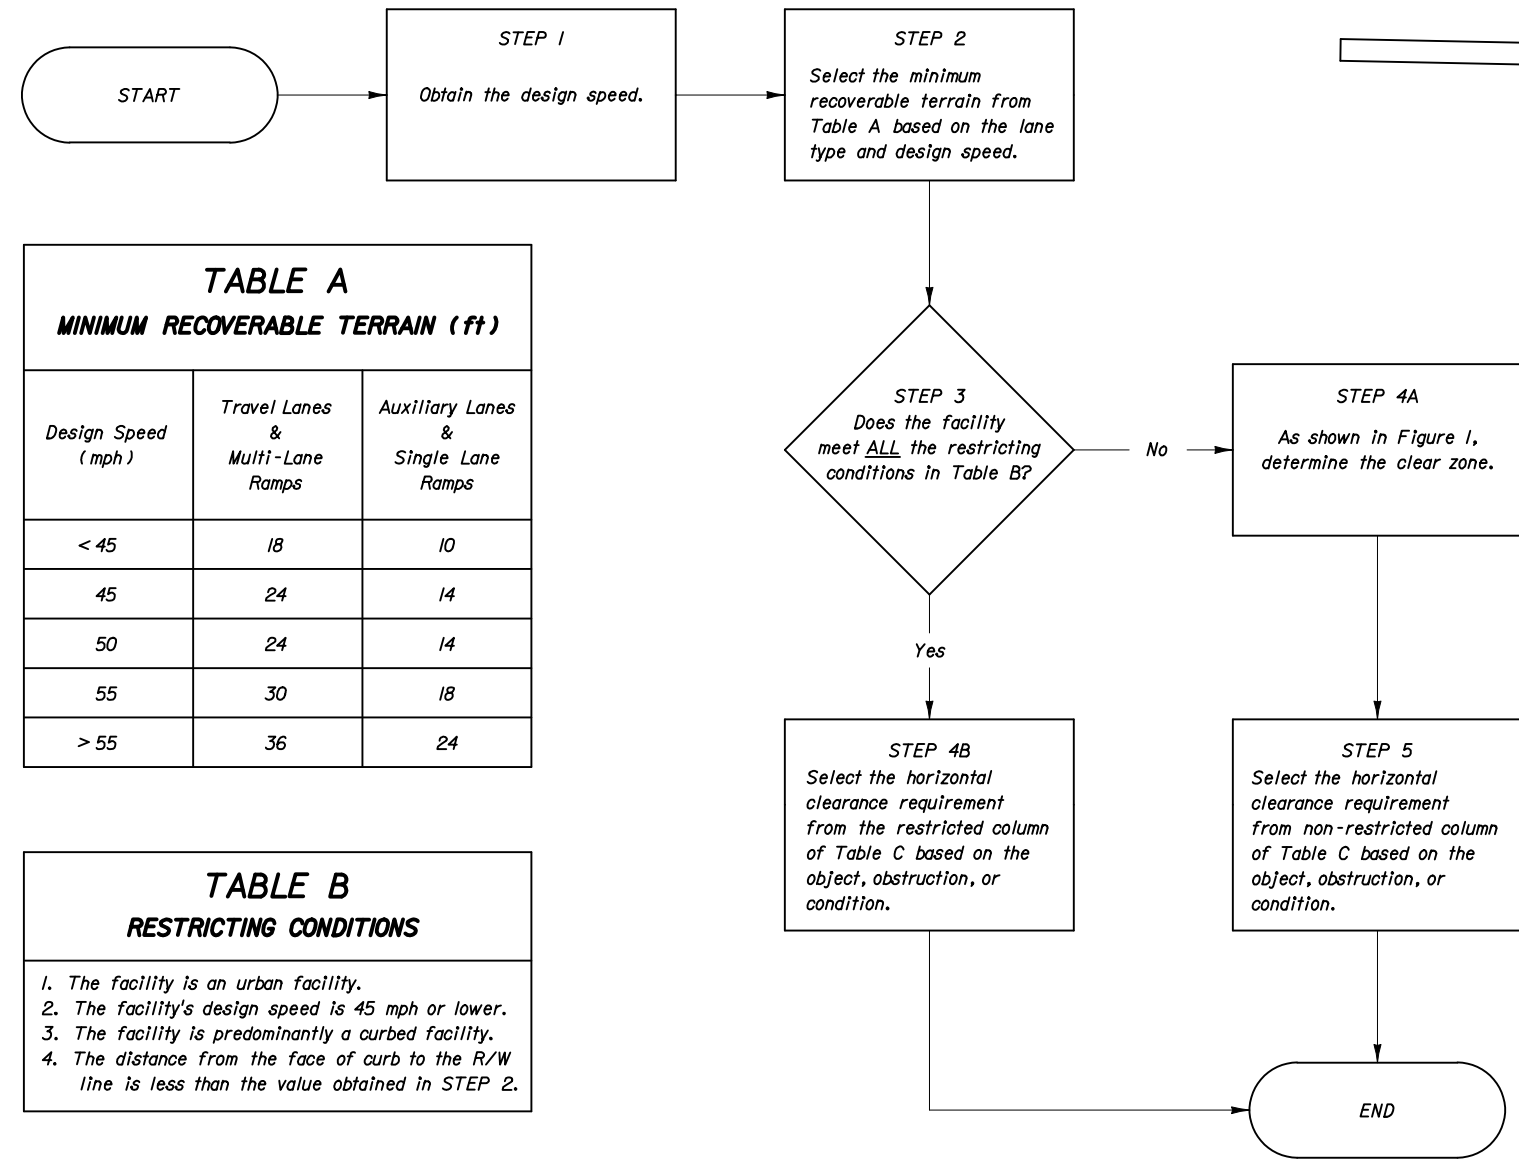 START
STEP 1
Obtain the design speed.
STEP 2
Select the minimum
recoverable terrain from
Table A based on the lane
type and design speed.
TABLE A
MINIMUM RECOVERABLE TERRAIN (ft)
Design Speed
(mph)
Travel Lanes
&
Multi-Lane
Ramps
Auxiliary Lanes
&
Single Lane
Ramps
< 45 18 10
45 24 14
50 24 14
55 30 18
> 55 36 24
TABLE B
RESTRICTING CONDITIONS
1. The facility is an urban facility.
2. The facility's design speed is 45 mph or lower.
3. The facility is predominantly a curbed facility.
4. The distance from the face of curb to the R/W
line is less than the value obtained in STEP 2.
STEP 3
Does the facility
meet ALL the restricting
conditions in Table B?
No
STEP 4A
As shown in Figure 1,
determine the clear zone.
Yes
STEP 4B
Select the horizontal
clearance requirement
from the restricted column
of Table C based on the
object, obstruction, or
condition.
STEP 5
Select the horizontal
clearance requirement
from non-restricted column
of Table C based on the
object, obstruction, or
condition.
END